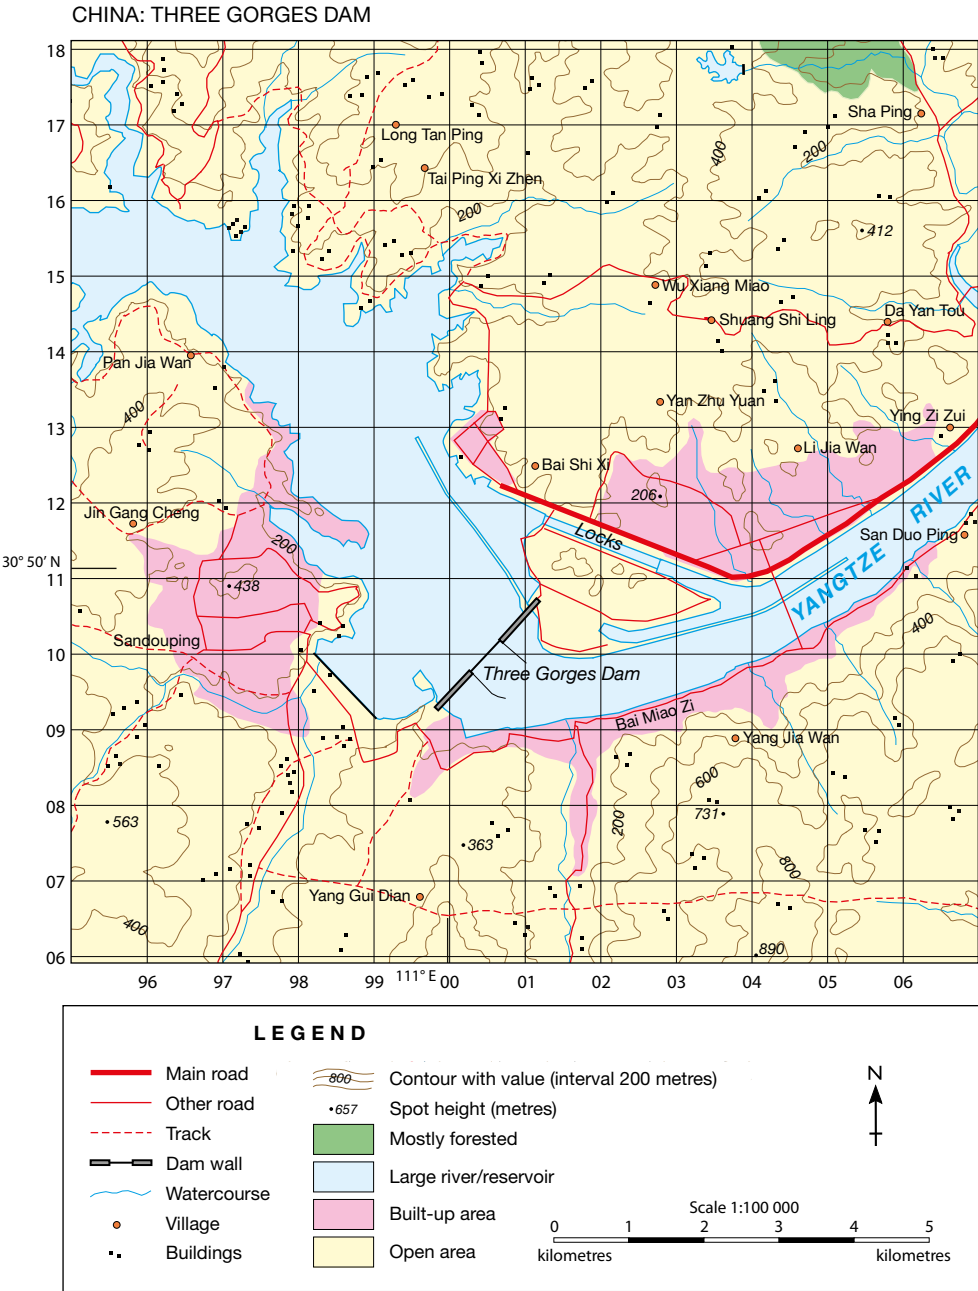 CHINA: THREE GORGES DAM
18
17
16
15
14
13
12
30° 50′ N
11
10
09
08
07
06
Sha Ping
Long Tan Ping
400
200
Tai Ping Xi Zhen
200
412
Wu Xiang Miao
Da Yan Tou
Shuang Shi Ling
Pan Jia Wan
Yan Zhu Yuan
400
Ying Zi Zui
Li Jia Wan
Bai Shi Xi
206
YANGTZE RIVER
Jin Gang Cheng
Locks
San Duo Ping
200
438
400
Sandouping
Three Gorges Dam
Bai Miao Zi
Yang Jia Wan
600
563
731
200
363
800
Yang Gui Dian
400
890
96 97 98 99 111° E 00 01 02 03 04 05 06
LEGEND
Main road
Other road
Track
Dam wall
Watercourse
Village
Buildings
800 Contour with value (interval 200 metres)
657 Spot height (metres)
Mostly forested
Large river/reservoir
Built-up area
Open area
N
Scale 1:100 000
0 1 2 3 4 5
kilometres kilometres